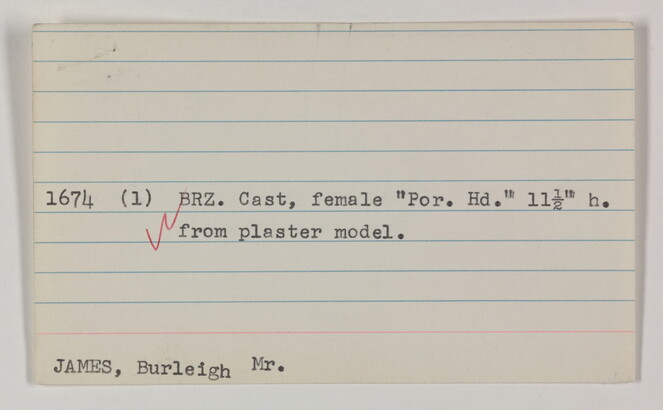 1674 (1) BRZ. Cast, female "Por. Hd." 11½" h.
from plaster model.
JAMES, Burleigh Mr.